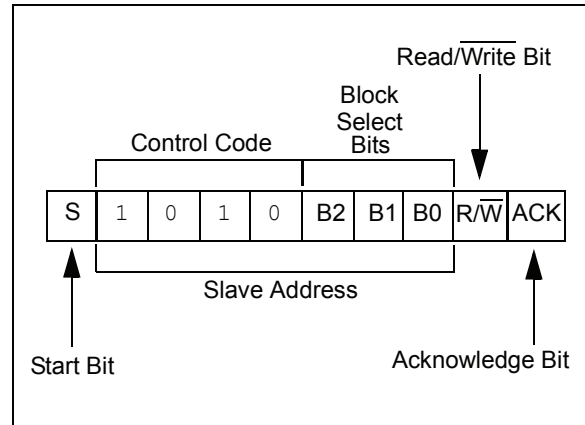 Read/Write Bit
Block
Select
Bits
Control Code
S 1 0 1 0 B2 B1 B0 R/W ACK
Slave Address
Start Bit
Acknowledge Bit